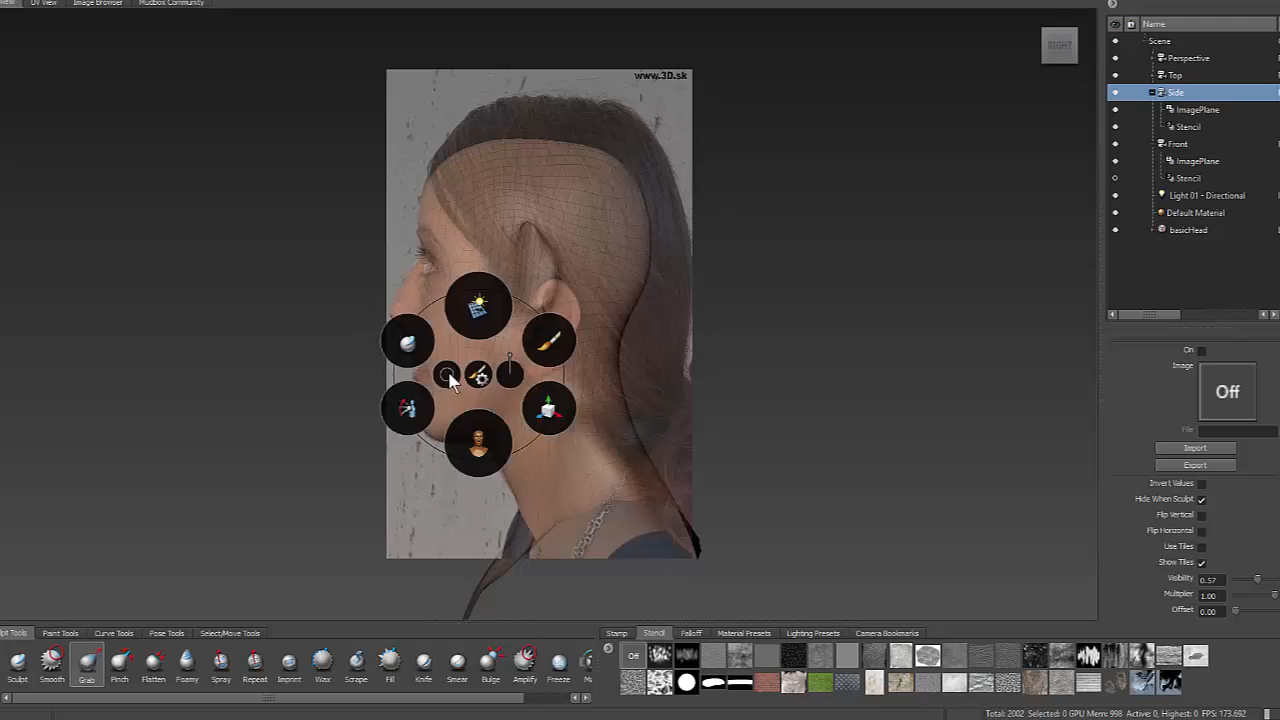 UV View Image Browser Mudbox Community
www.3D.sk
RIGHT
Name
Scene
Perspective
Top
Side
ImagePlane
Stencil
Front
ImagePlane
Stencil
Light 01 - Directional
Default Material
basicHead
On
Image
Off
File
Import
Export
Invert Values
Hide When Sculpt
Flip Vertical
Flip Horizontal
Use Tiles
Show Tiles
Visibility 0.57
Multiplier 1.00
Offset 0.00
Paint Tools Curve Tools Pose Tools Select/Move Tools
Stamp Stencil Falloff Material Presets Lighting Presets Camera Bookmarks
Off
Sculpt Smooth Grab Pinch Flatten Foamy Spray Repeat Imprint Wax Scrape Fill Knife Smear Bulge Amplify Freeze
Total: 2002 Selected: 0 GPU Mem: 998 Active: 0, Highest: 0 FPS: 173.692